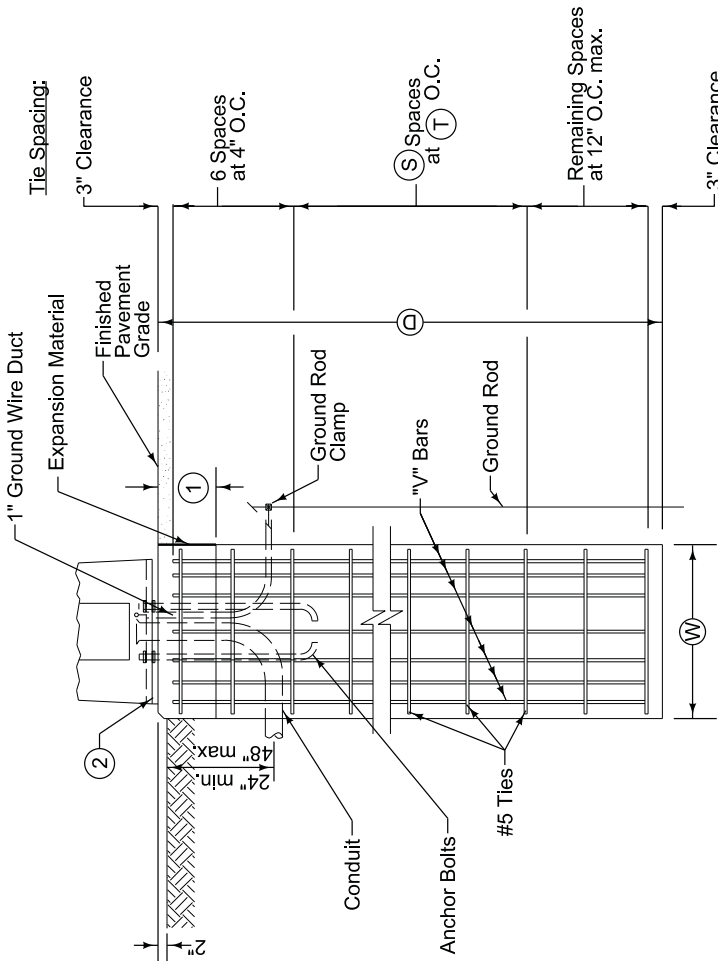 Tie Spacing:
3" Clearance
6 Spaces
at 4" O.C.
S Spaces
at T O.C.
Remaining Spaces
at 12" O.C. max.
3" Clearance
1" Ground Wire Duct
Expansion Material
Finished
Pavement
Grade
1
D
Ground Rod
Clamp
Ground Rod
"V" Bars
2
W
2"
24" min.
48" max.
Conduit
Anchor Bolts
#5 Ties